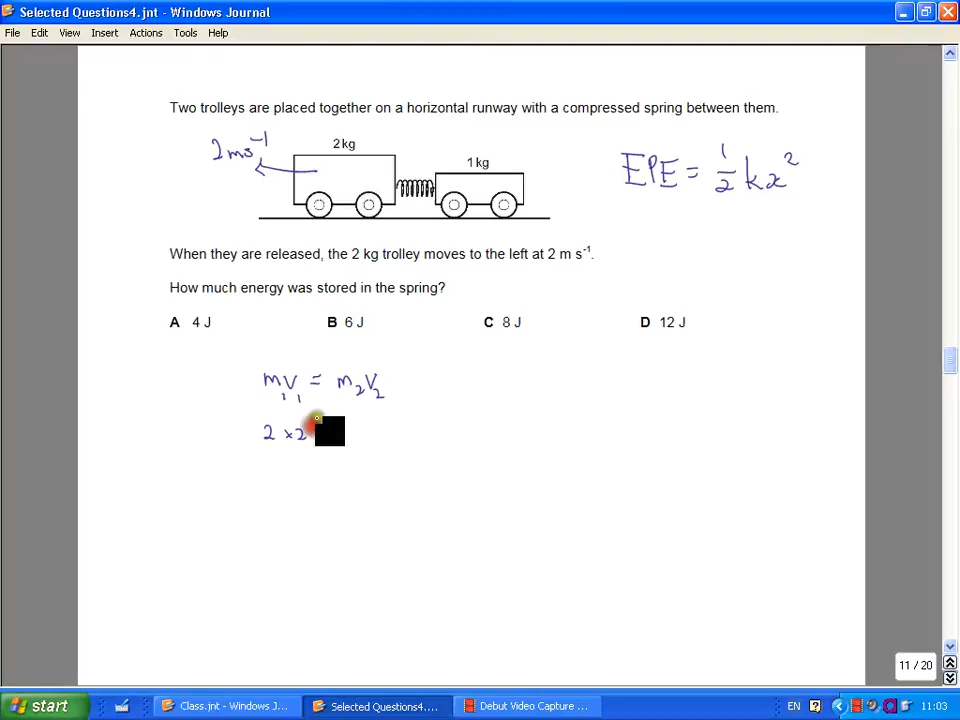 Selected Questions4.jnt - Windows Journal
File Edit View Insert Actions Tools Help
Two trolleys are placed together on a horizontal runway with a compressed spring between them.
2ms⁻¹
2 kg
1 kg
EPE = 1/2 kx²
When they are released, the 2 kg trolley moves to the left at 2 m s⁻¹.
How much energy was stored in the spring?
A 4 J B 6 J C 8 J D 12 J
m₁v₁ = m₂v₂
2 × 2
11 / 20
start Class.jnt - Windows J... Selected Questions4.... Debut Video Capture ... EN 11:03